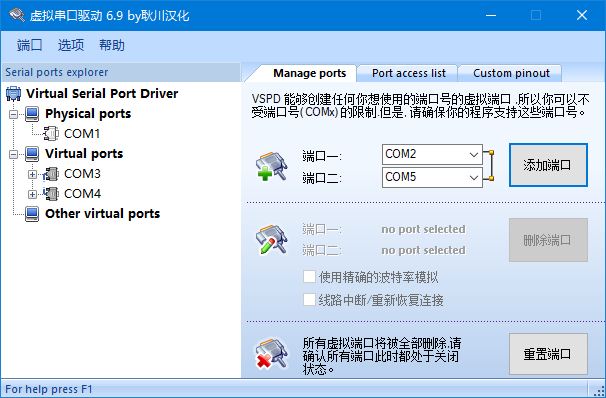 虚拟串口驱动 6.9 by耿川汉化
端口 选项 帮助
Serial ports explorer
Virtual Serial Port Driver
Physical ports
COM1
Virtual ports
COM3
COM4
Other virtual ports
Manage ports
Port access list
Custom pinout
VSPD 能够创建任何你想使用的端口号的虚拟端口 ,所以你可以不
受端口号(COMx) 的限制.但是, 请确保你的程序支持这些端口号。
端口一:
COM2
端口二:
COM5
添加端口
端口一:
no port selected
端口二:
no port selected
删除端口
使用精确的波特率模拟
线路中断/重新恢复连接
所有虚拟端口将被全部删除,请
确认所有端口此时都处于关闭
状态。
重置端口
For help press F1